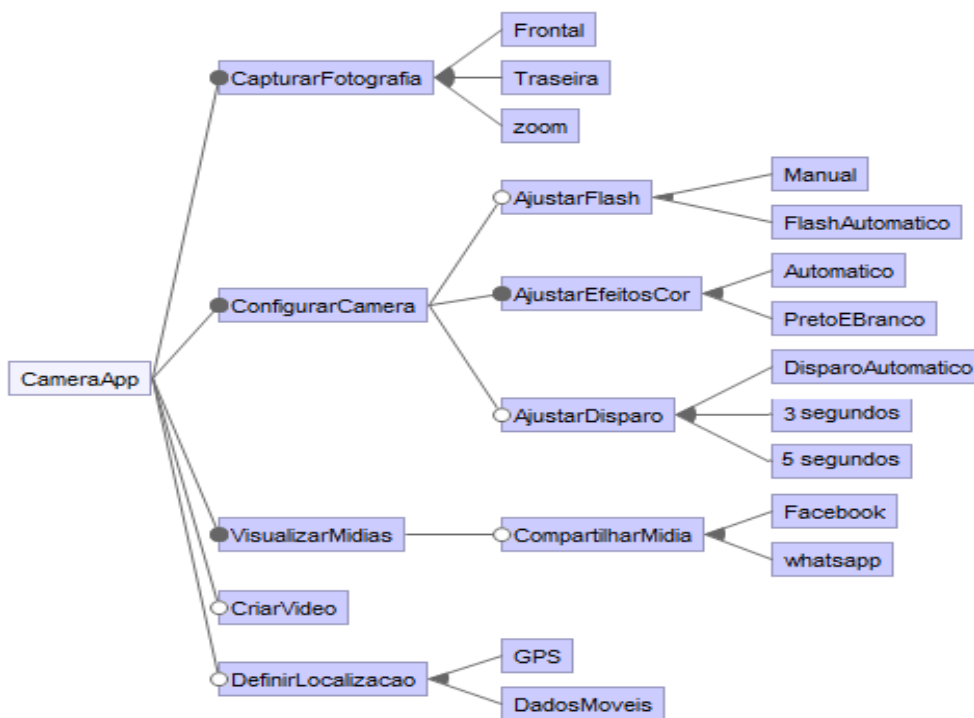 Frontal
CapturarFotografia
Traseira
zoom
Manual
AjustarFlash
FlashAutomatico
Automatico
ConfigurarCamera
AjustarEfeitosCor
PretoEBranco
CameraApp
DisparoAutomatico
AjustarDisparo
3 segundos
5 segundos
Facebook
VisualizarMidias
CompartilharMidia
whatsapp
CriarVideo
GPS
DefinirLocalizacao
DadosMoveis